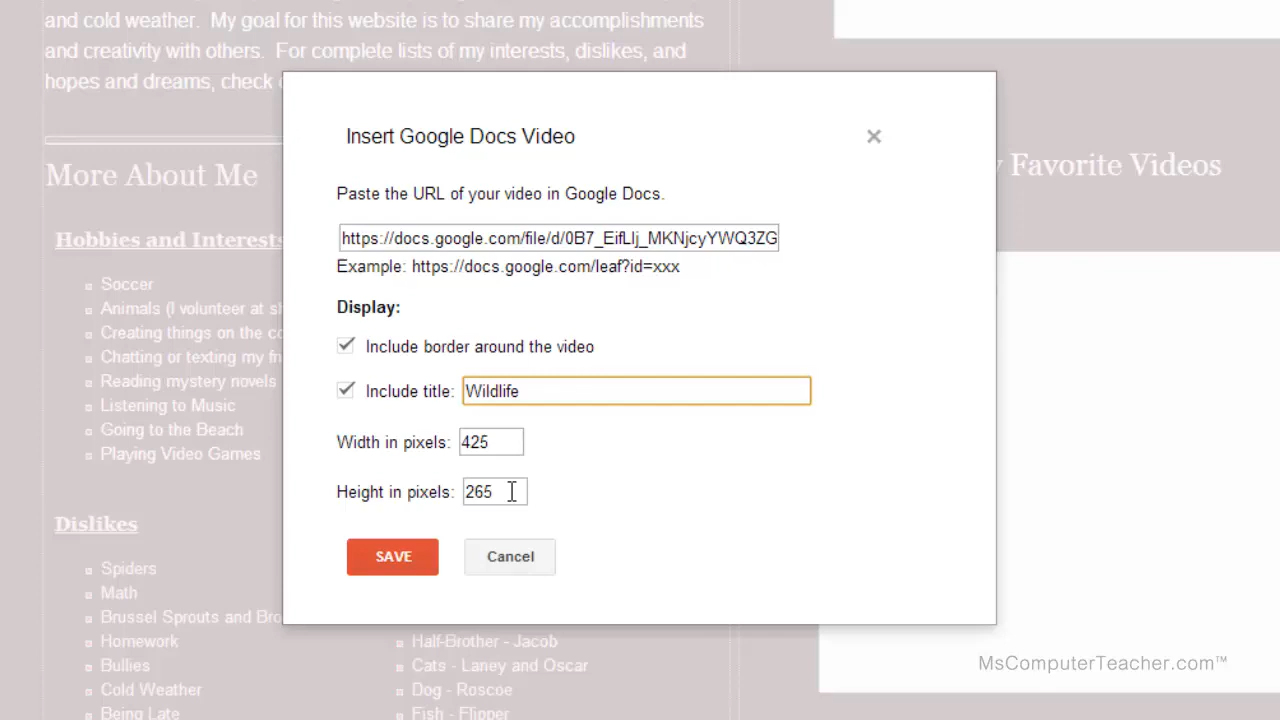 and cold weather.  My goal for this website is to share my accomplishments
and creativity with others.  For complete lists of my interests, dislikes, and
hopes and dreams, check
More About Me
Hobbies and Interests
Soccer
Animals (I volunteer at
Creating things on the
Chatting or texting my
Reading mystery novels
Listening to Music
Going to the Beach
Playing Video Games
Dislikes
Spiders
Math
Brussel Sprouts and
Homework
Bullies
Cold Weather
Being Late
Insert Google Docs Video
×
Paste the URL of your video in Google Docs.
https://docs.google.com/file/d/0B7_EifLlj_MKNjcyYWQ3ZG
Example: https://docs.google.com/leaf?id=xxx
Display:
Include border around the video
Include title: Wildlife
Width in pixels: 425
Height in pixels: 265
SAVE Cancel
Half-Brother - Jacob
Cats - Laney and Oscar
Dog - Roscoe
Fish - Flipper
Favorite Videos
MsComputerTeacher.com™